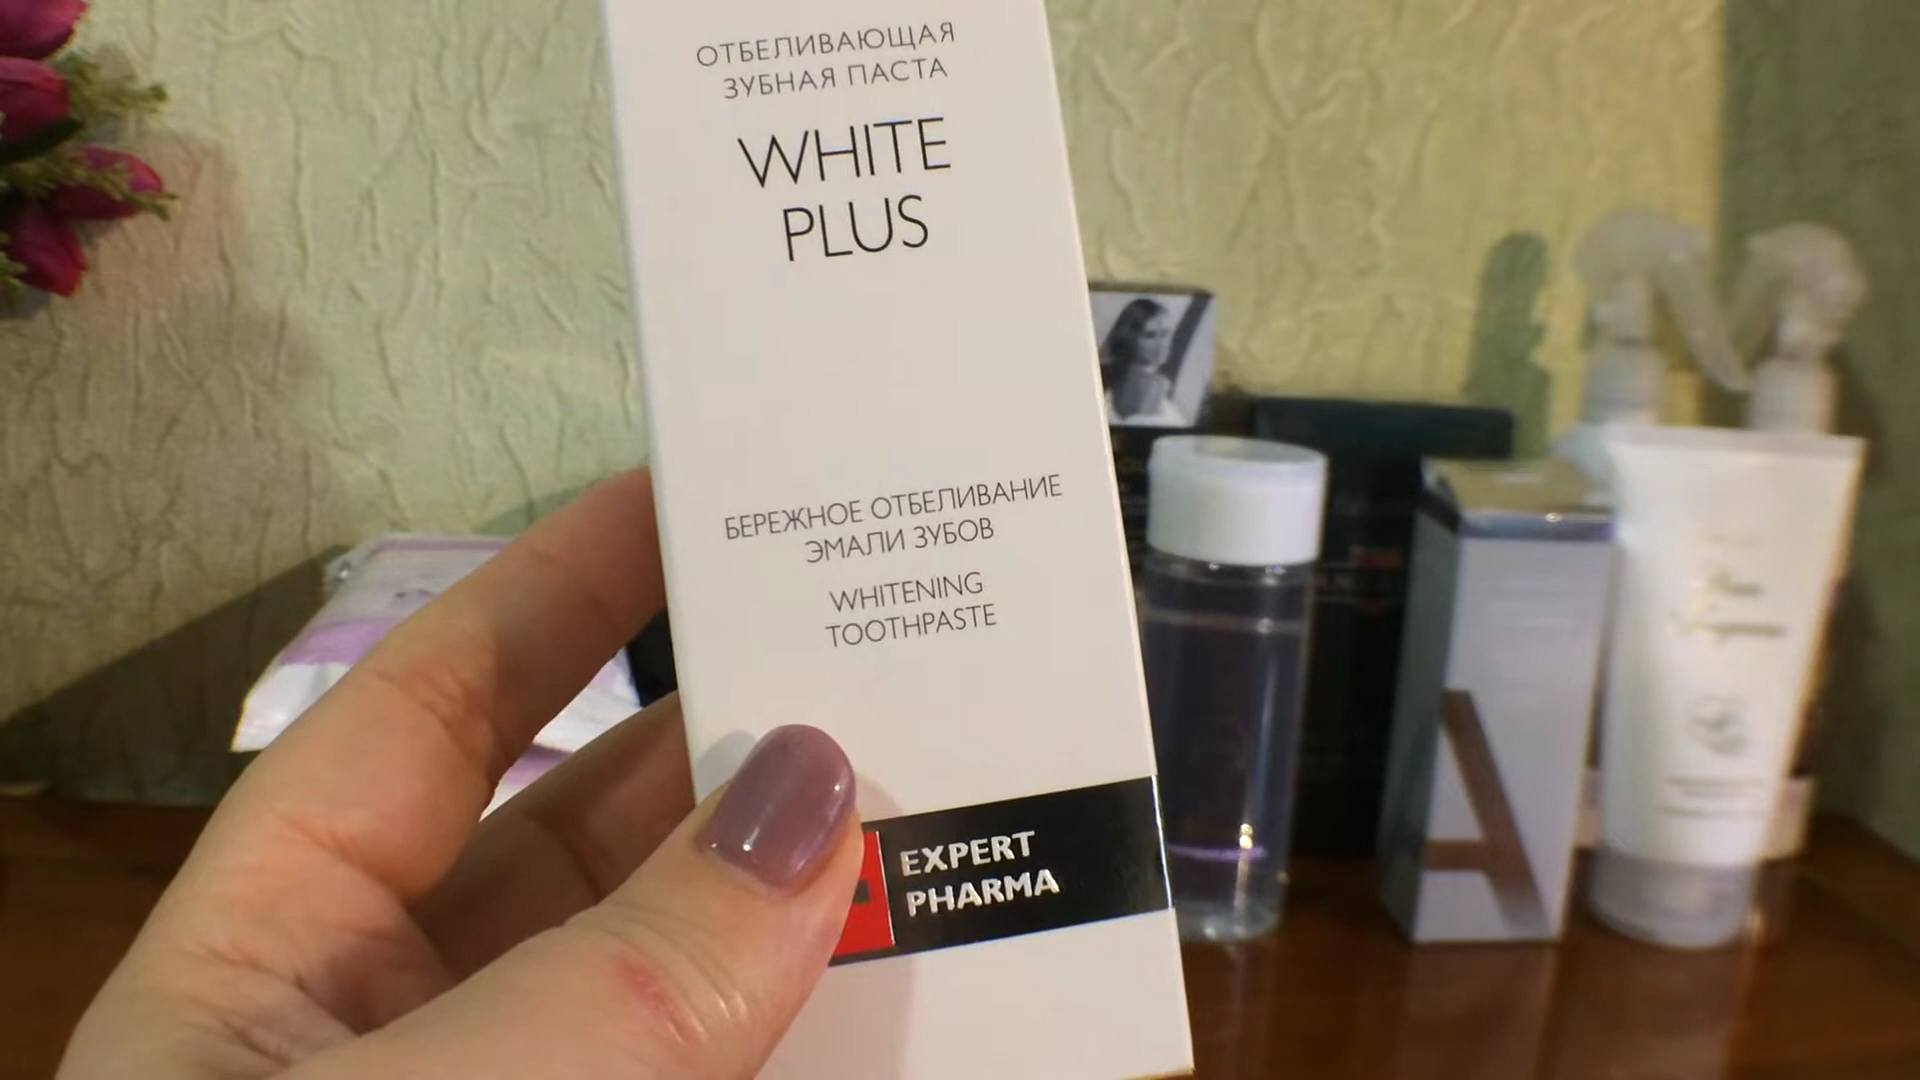 ОТБЕЛИВАЮЩАЯ
ЗУБНАЯ ПАСТА
WHITE
PLUS
БЕРЕЖНОЕ ОТБЕЛИВАНИЕ
ЭМАЛИ ЗУБОВ
WHITENING
TOOTHPASTE
EXPERT
PHARMA
A